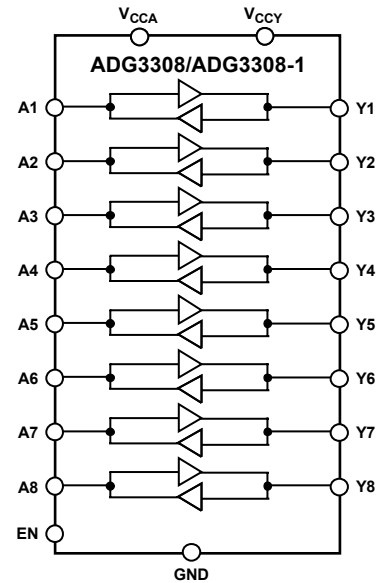 VCCA VCCY
ADG3308/ADG3308-1
A1 Y1
A2 Y2
A3 Y3
A4 Y4
A5 Y5
A6 Y6
A7 Y7
A8 Y8
EN
GND